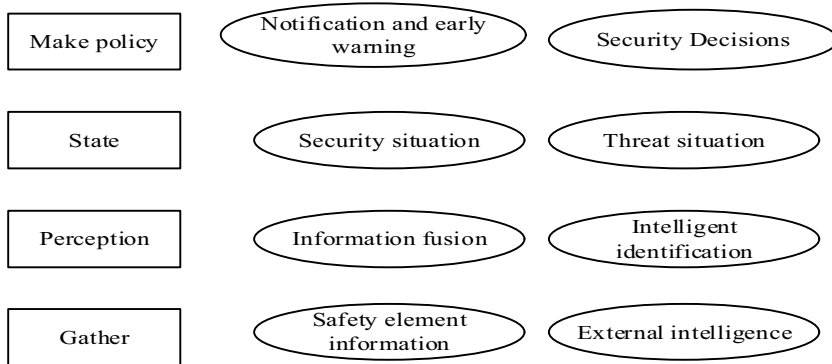 Make policy
Notification and early
warning
Security Decisions
State
Security situation
Threat situation
Perception
Information fusion
Intelligent
identification
Gather
Safety element
information
External intelligence